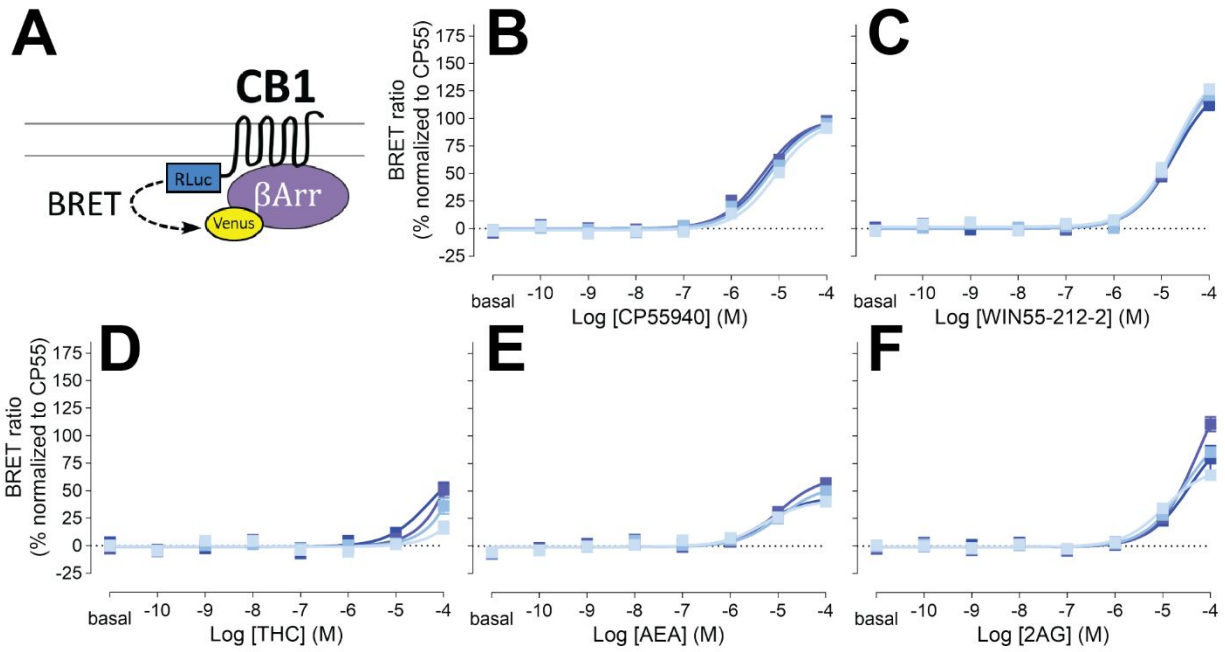 A
CB1
RLuc
βArr
BRET
Venus
B
BRET ratio
(% normalized to CP55)
175
150
125
100
75
50
25
0
-25
basal
-10
-9
-8
-7
-6
-5
-4
Log [CP55940] (M)
C
basal
-10
-9
-8
-7
-6
-5
-4
Log [WIN55-212-2] (M)
D
BRET ratio
(% normalized to CP55)
175
150
125
100
75
50
25
0
-25
basal
-10
-9
-8
-7
-6
-5
-4
Log [THC] (M)
E
basal
-10
-9
-8
-7
-6
-5
-4
Log [AEA] (M)
F
basal
-10
-9
-8
-7
-6
-5
-4
Log [2AG] (M)